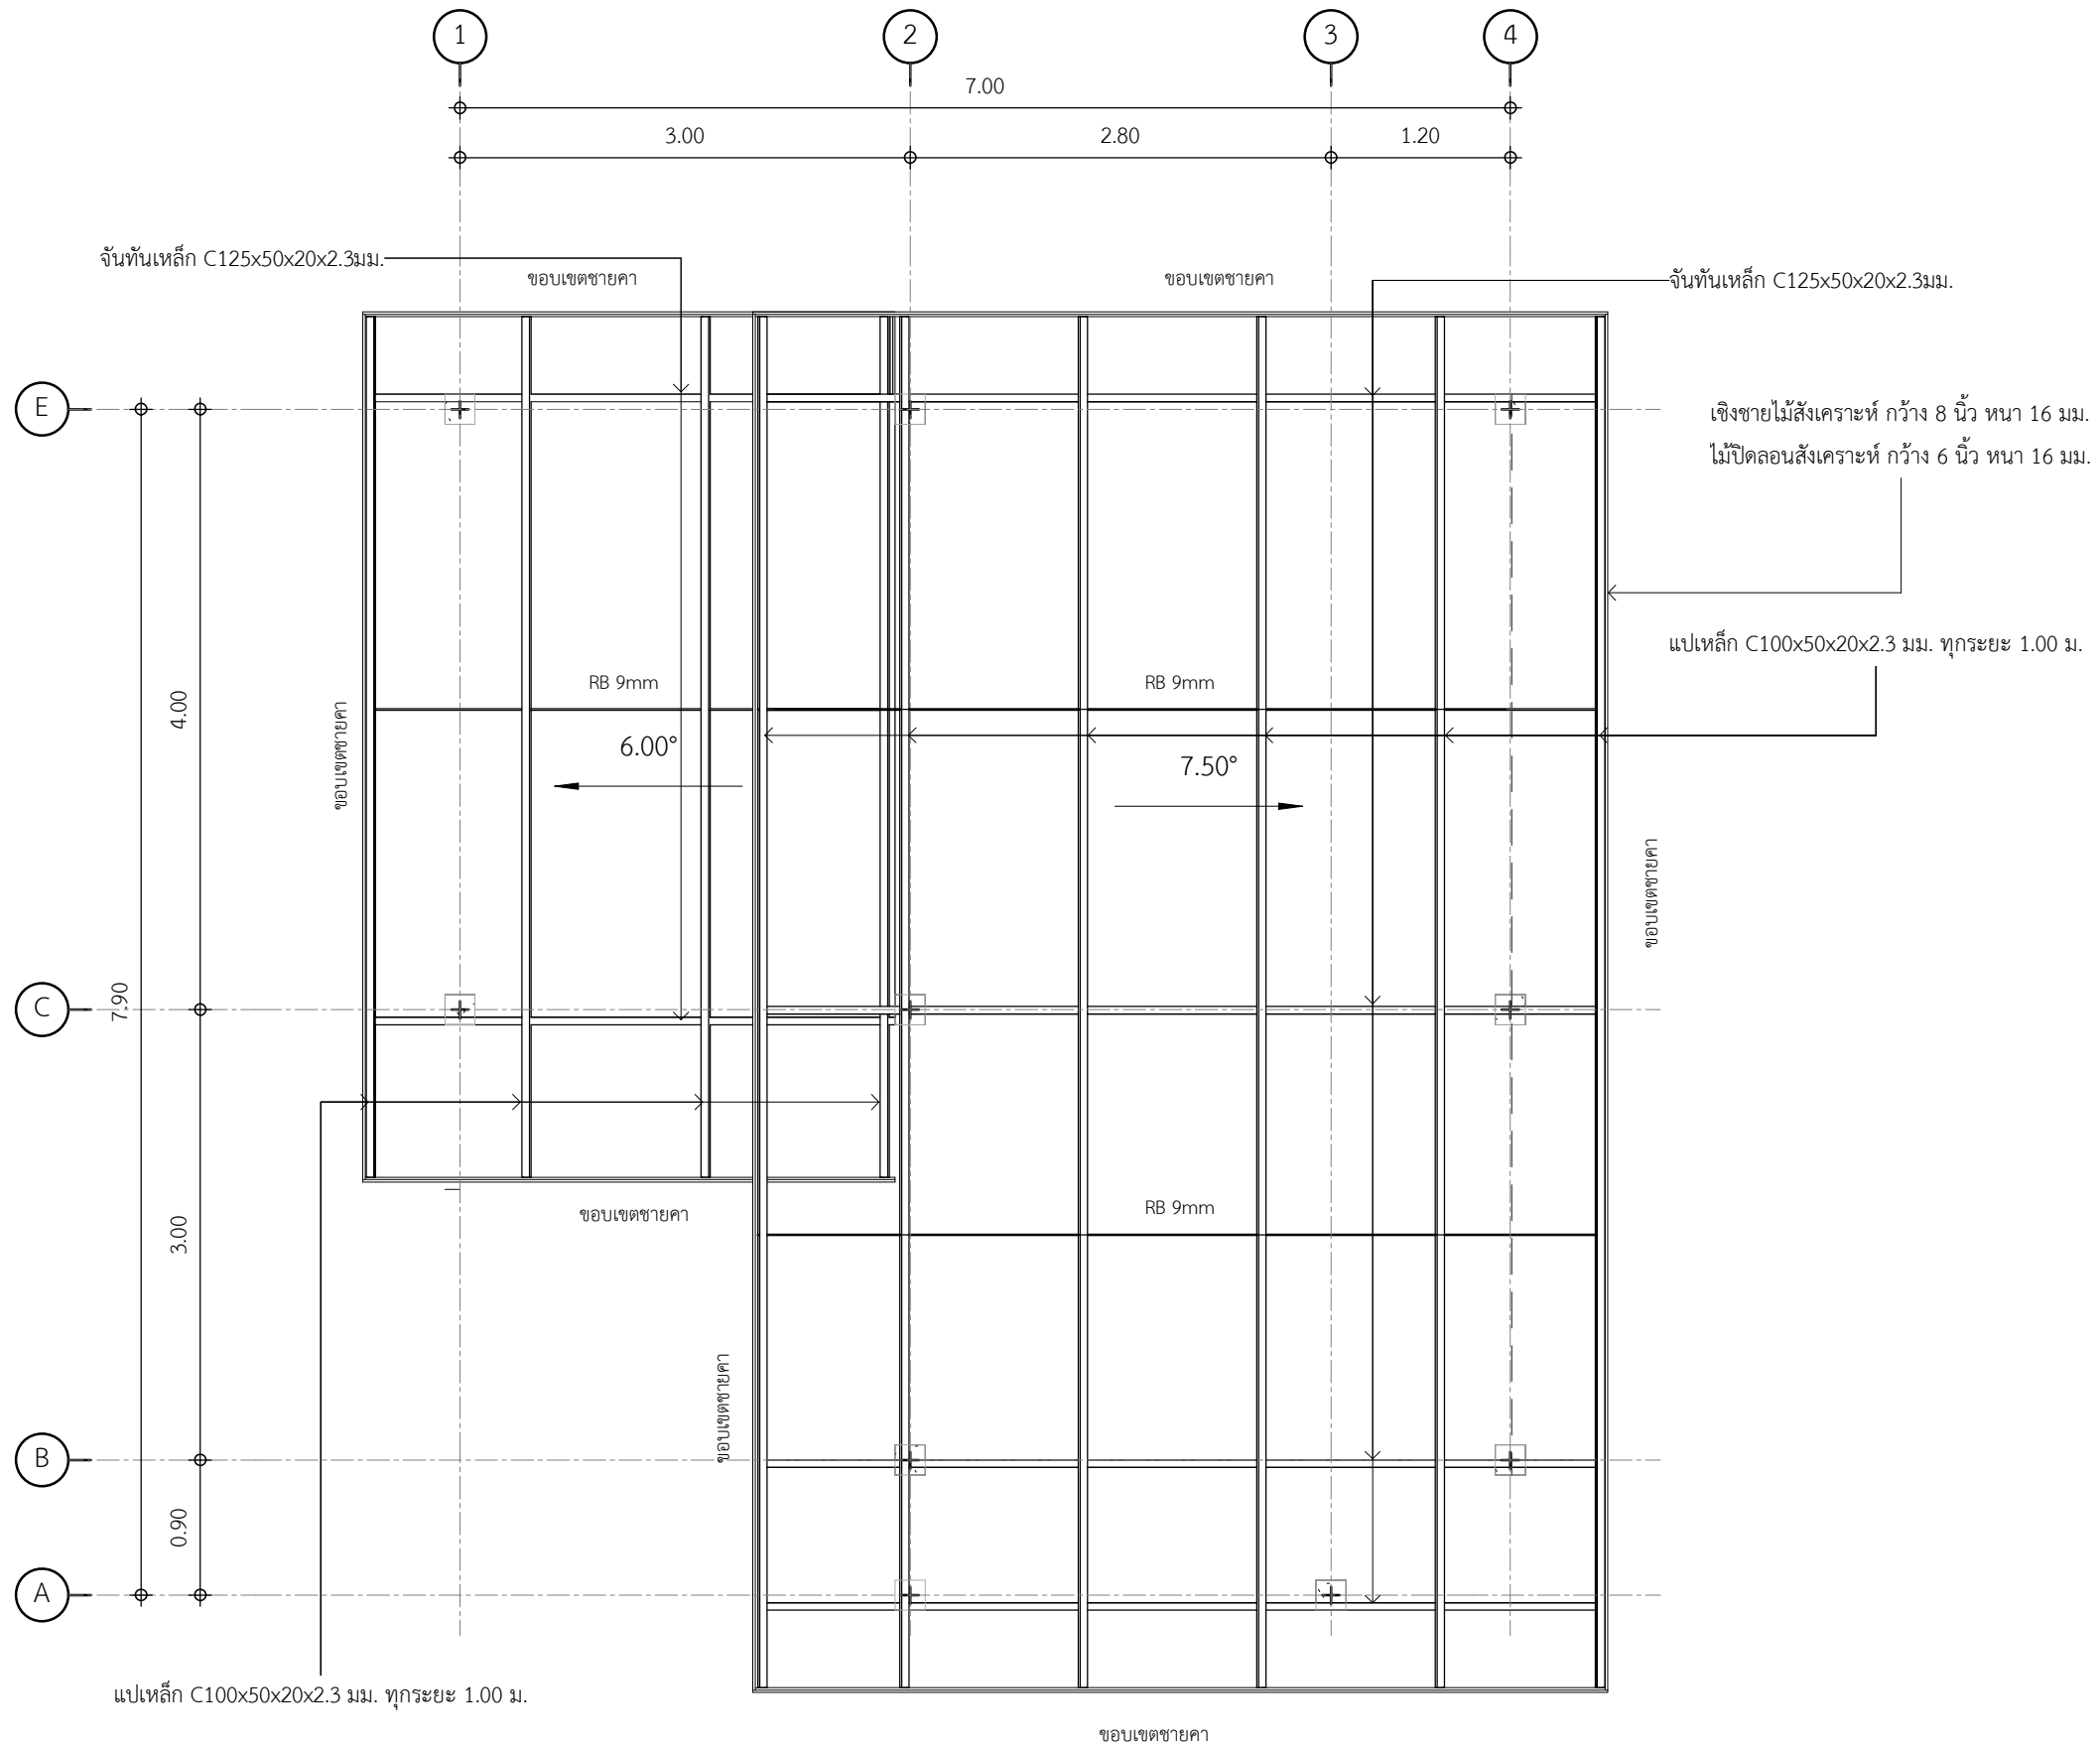 1
2
3
4
7.00
3.00
2.80
1.20
จันทันเหล็ก C125x50x20x2.3มม.
ขอบเขตชายคา
ขอบเขตชายคา
จันทันเหล็ก C125x50x20x2.3มม.
E
เชิงชายไม้สังเคราะห์ กว้าง 8 นิ้ว หนา 16 มม.
ไม้ปิดลอนสังเคราะห์ กว้าง 6 นิ้ว หนา 16 มม.
แปเหล็ก C100x50x20x2.3 มม. ทุกระยะ 1.00 ม.
RB 9mm
RB 9mm
4.00
ขอบเขตชายคา
6.00°
7.50°
ขอบเขตชายคา
C
7.90
RB 9mm
ขอบเขตชายคา
3.00
ขอบเขตชายคา
B
0.90
A
แปเหล็ก C100x50x20x2.3 มม. ทุกระยะ 1.00 ม.
ขอบเขตชายคา